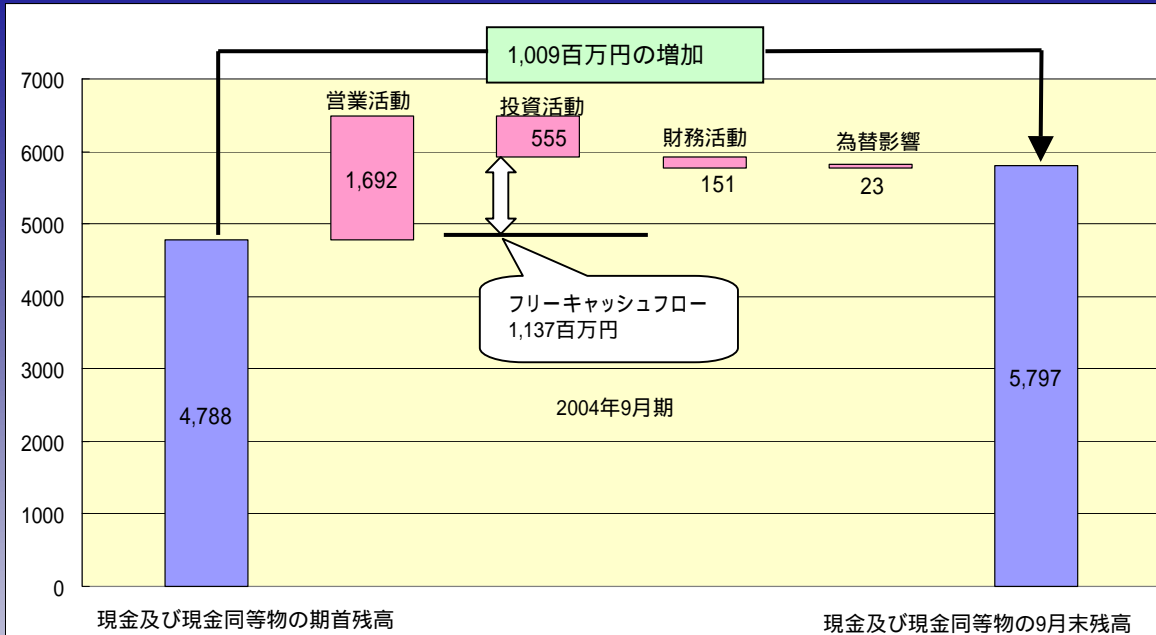 1,009百万円の増加
7000
6000
5000
4000
3000
2000
1000
0
営業活動
1,692
投資活動
555
財務活動
151
為替影響
23
フリーキャッシュフロー
1,137百万円
4,788
2004年9月期
5,797
現金及び現金同等物の期首残高
現金及び現金同等物の9月末残高